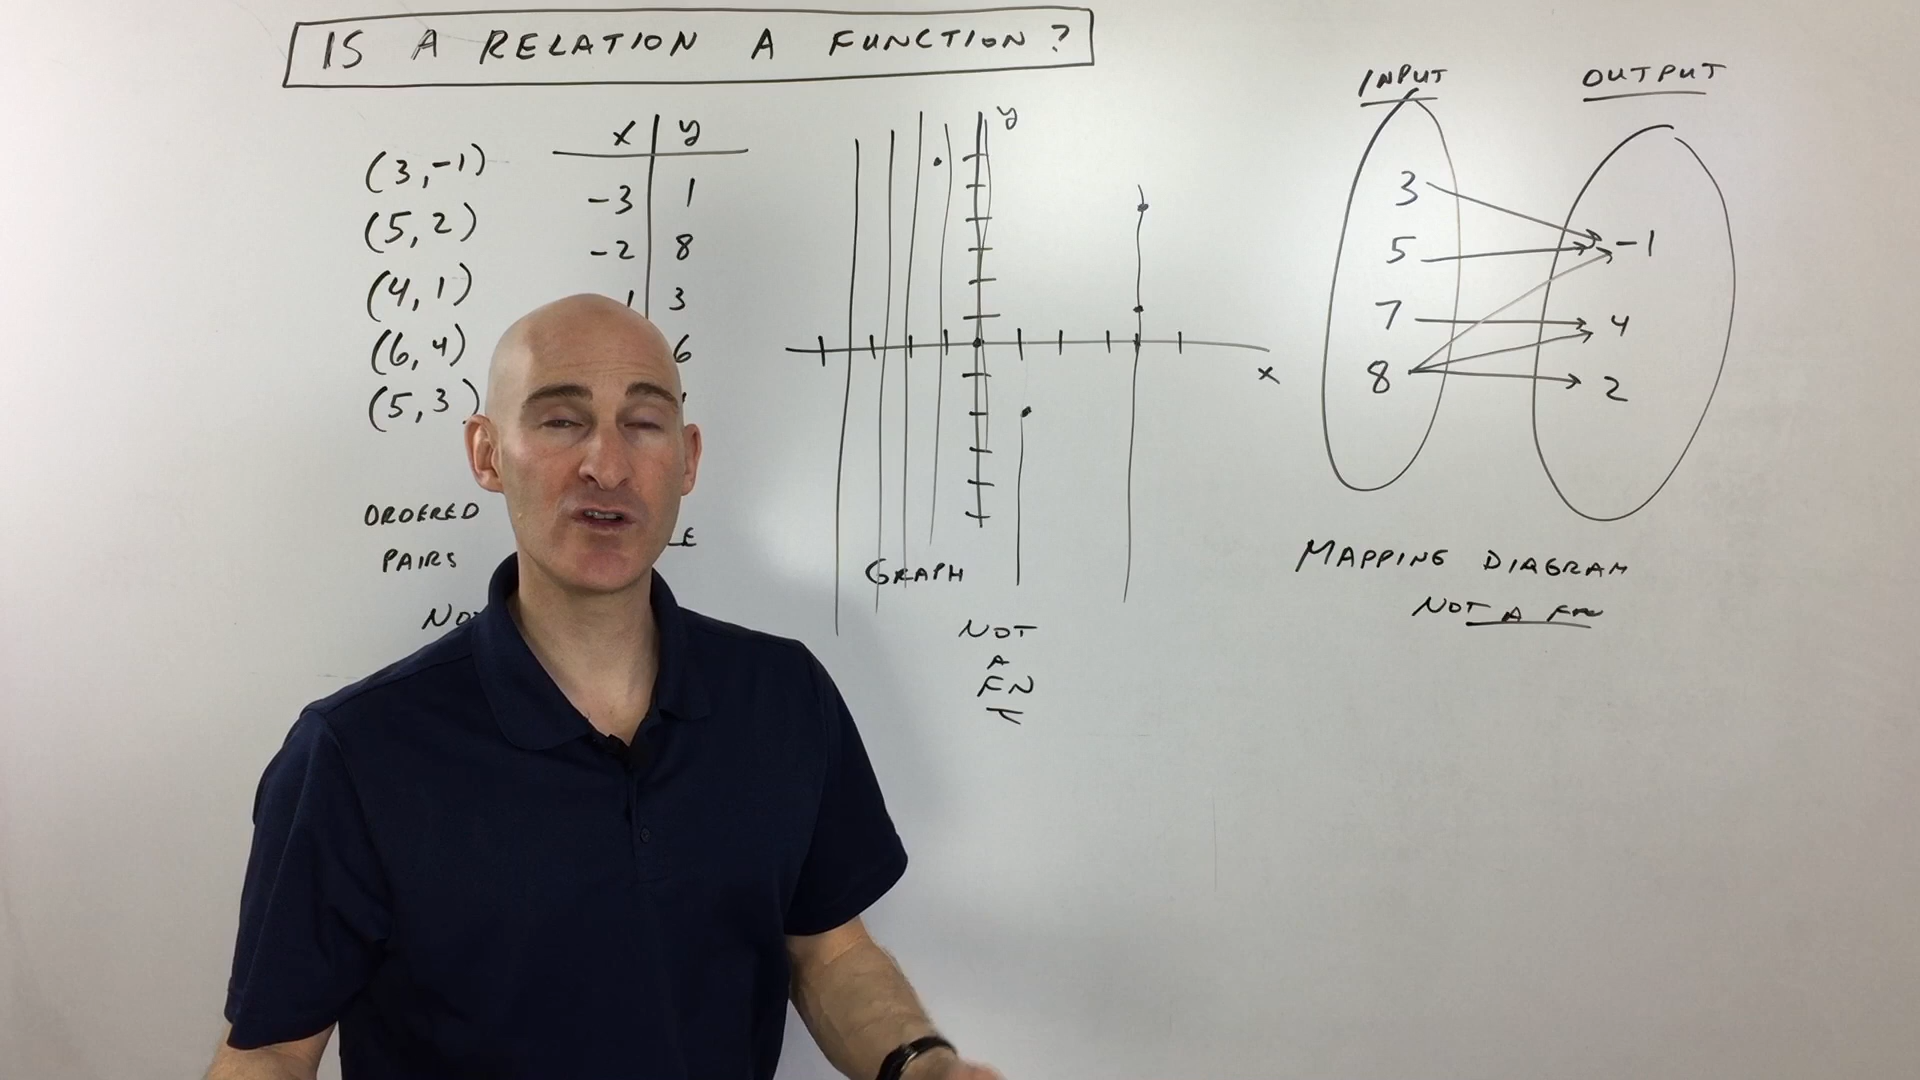 IS A RELATION A FUNCTION?
(3,-1)
(5,2)
(4,1)
(6,4)
(5,3)
ORDERED
PAIRS
x y
-3 1
-2 8
3
6
y
x
GRAPH
NOT
A
FN
INPUT OUTPUT
3
5
7
8
-1
4
2
MAPPING DIAGRAM
NOT A FN